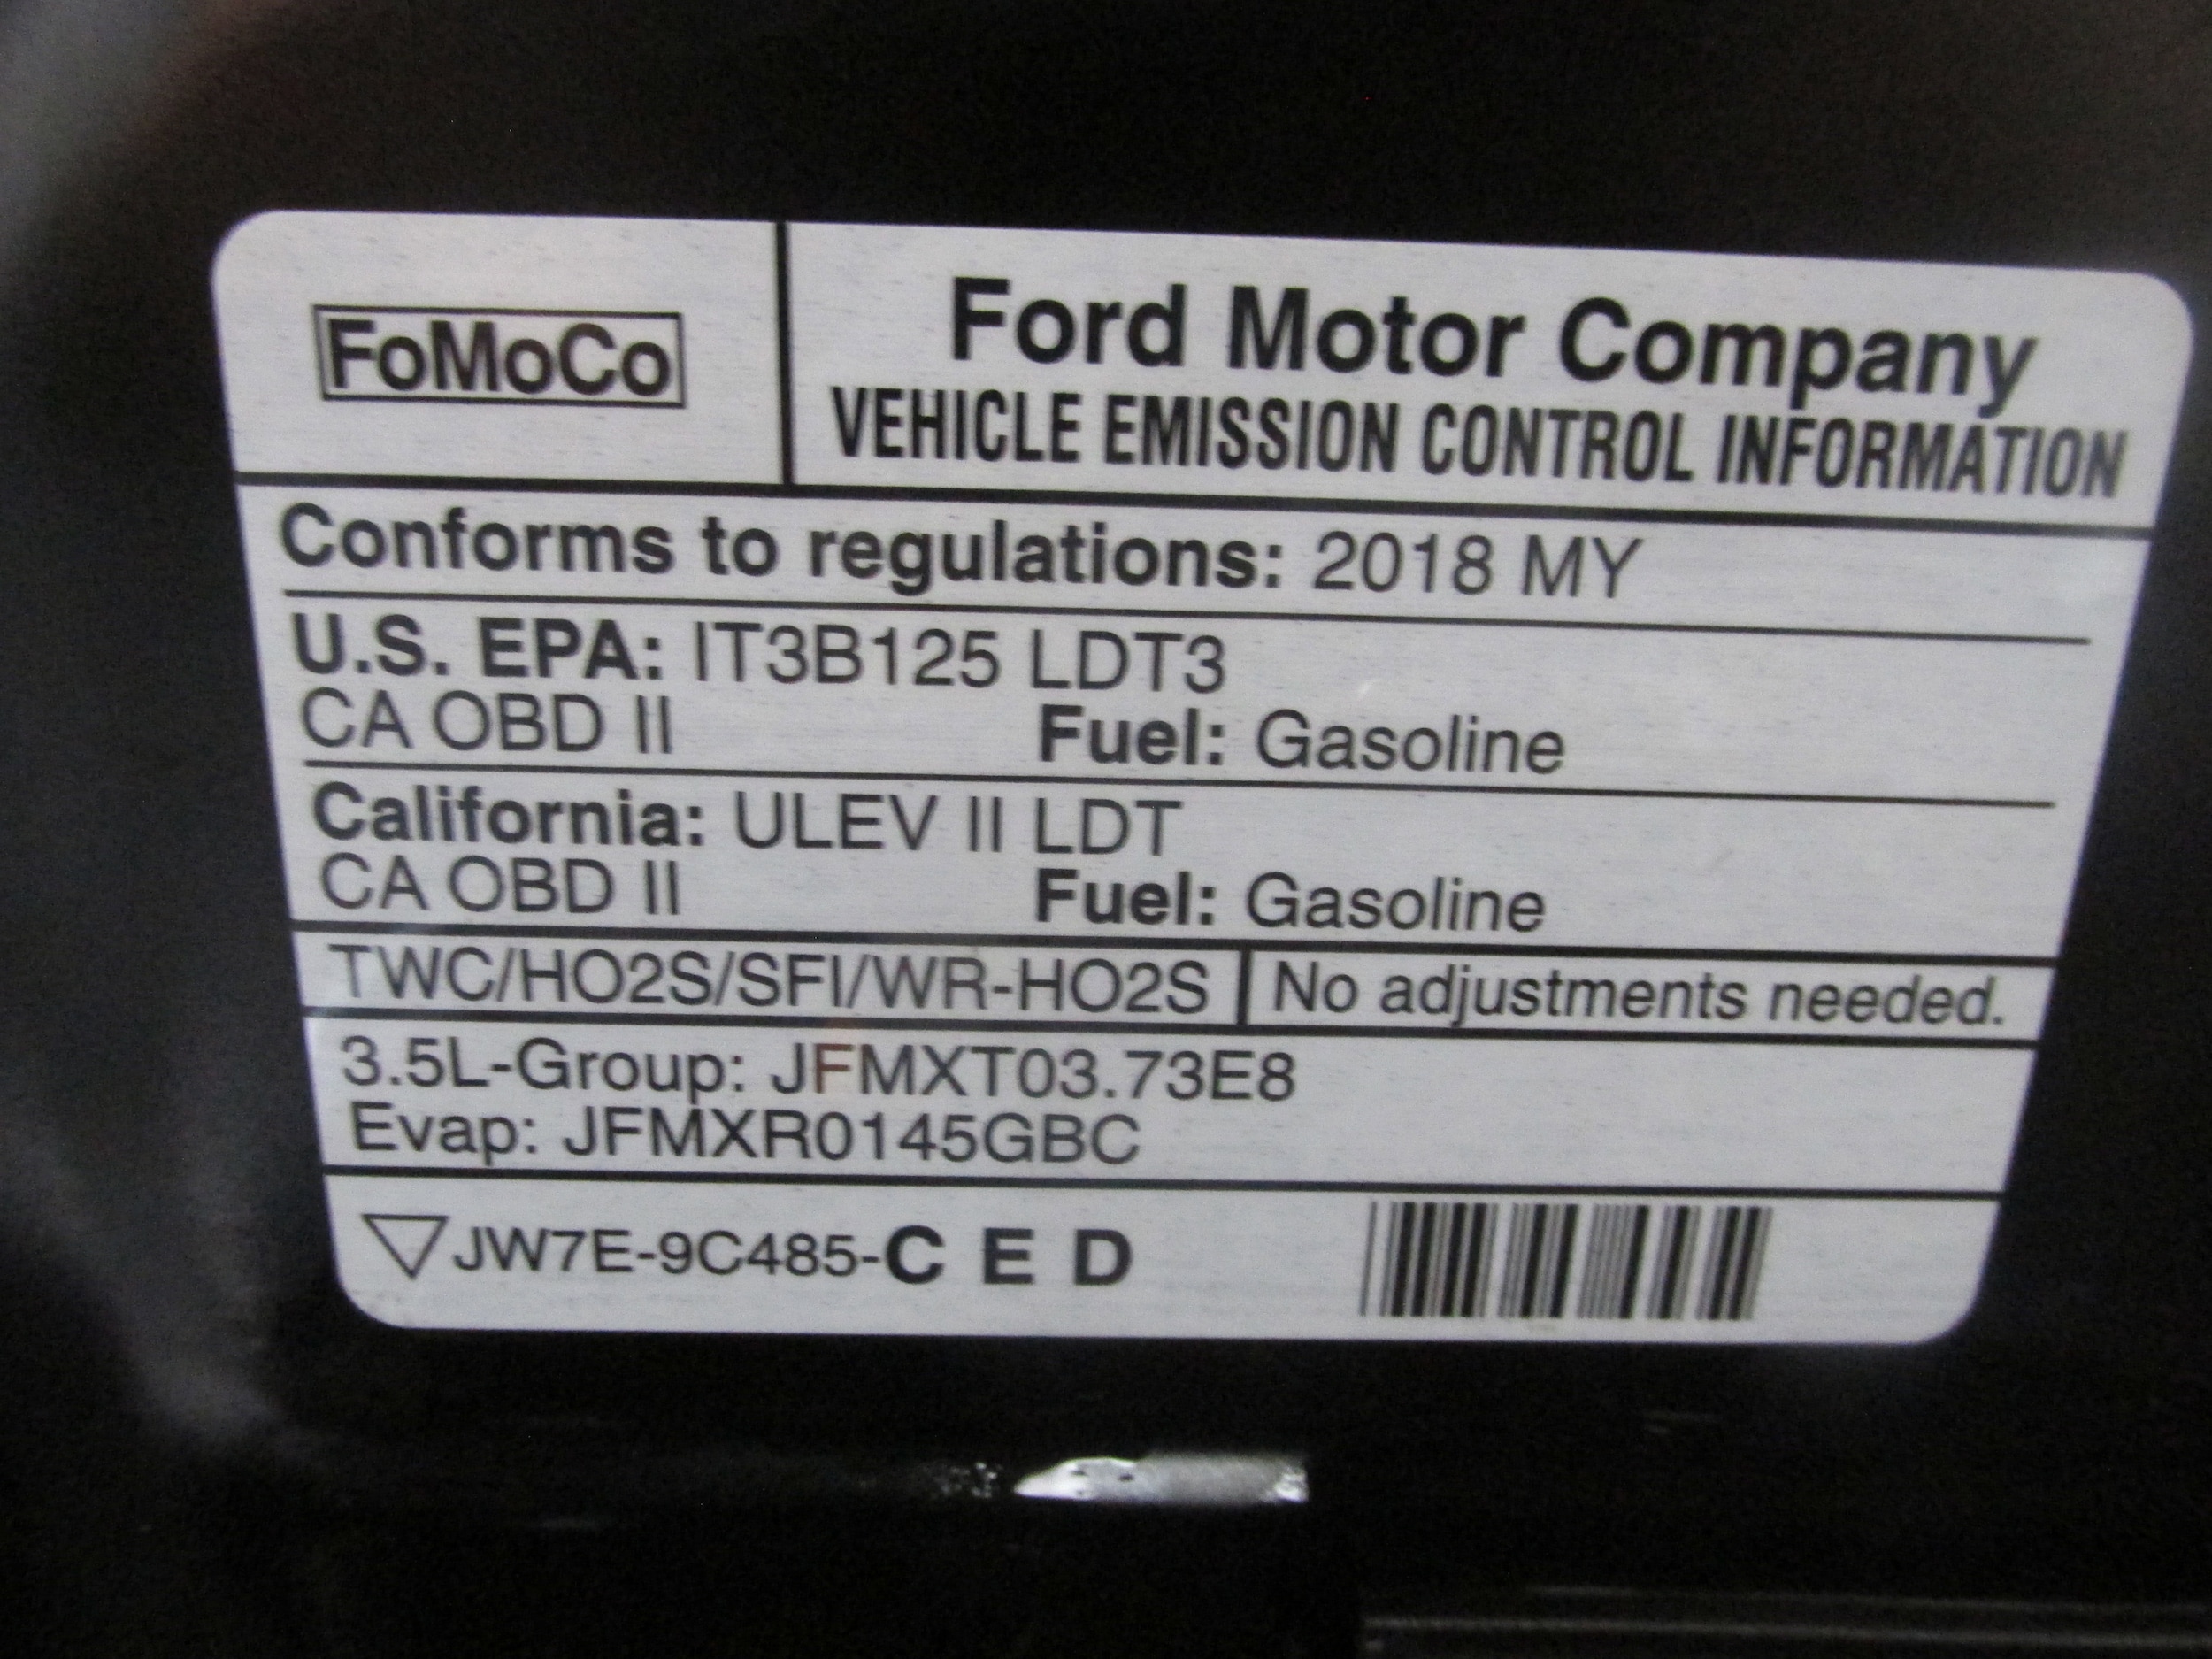 FoMoCo
Ford Motor Company
VEHICLE EMISSION CONTROL INFORMATION
Conforms to regulations: 2018 MY
U.S. EPA: IT3B125 LDT3
CA OBD II Fuel: Gasoline
California: ULEV II LDT
CA OBD II Fuel: Gasoline
TWC/HO2S/SFI/WR-HO2S No adjustments needed.
3.5L-Group: JFMXT03.73E8
Evap: JFMXR0145GBC
JW7E-9C485-C E D